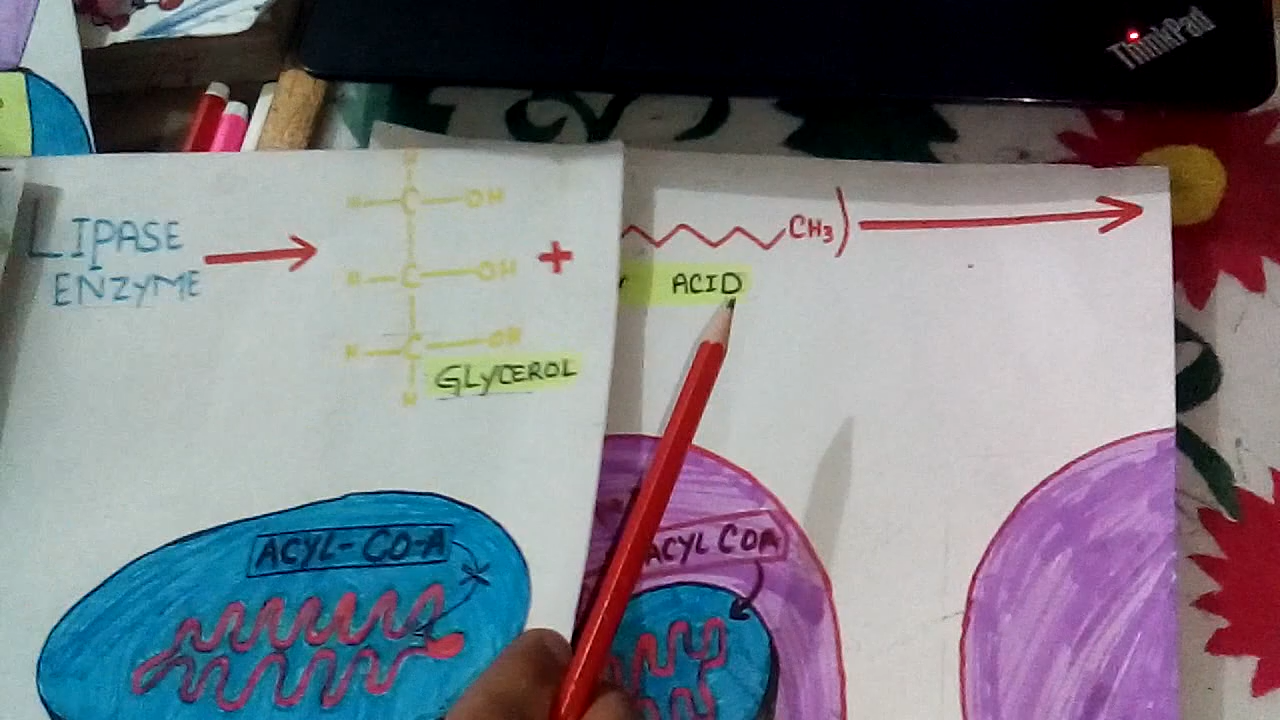 ThinkPad
LIPASE
ENZYME
H
H C OH
H C OH
H C OH
H
GLYCEROL
+
CH3)
ACID
ACYL-CO-A
ACYL COA